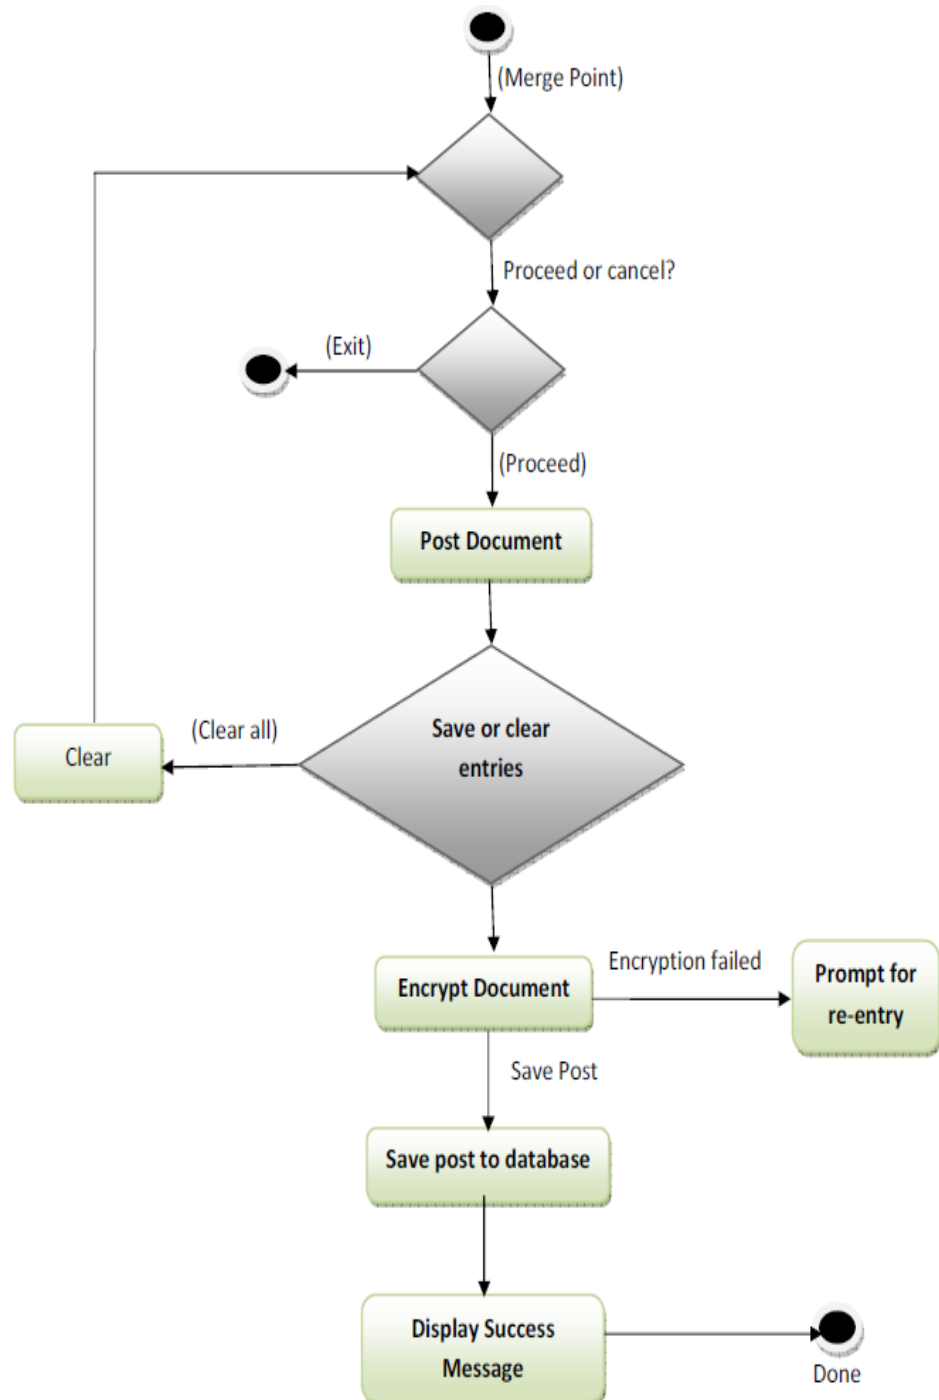 (Merge Point)
Proceed or cancel?
(Exit)
(Proceed)
Post Document
Save or clear
entries
(Clear all)
Clear
Encrypt Document
Encryption failed
Prompt for
re-entry
Save Post
Save post to database
Display Success
Message
Done